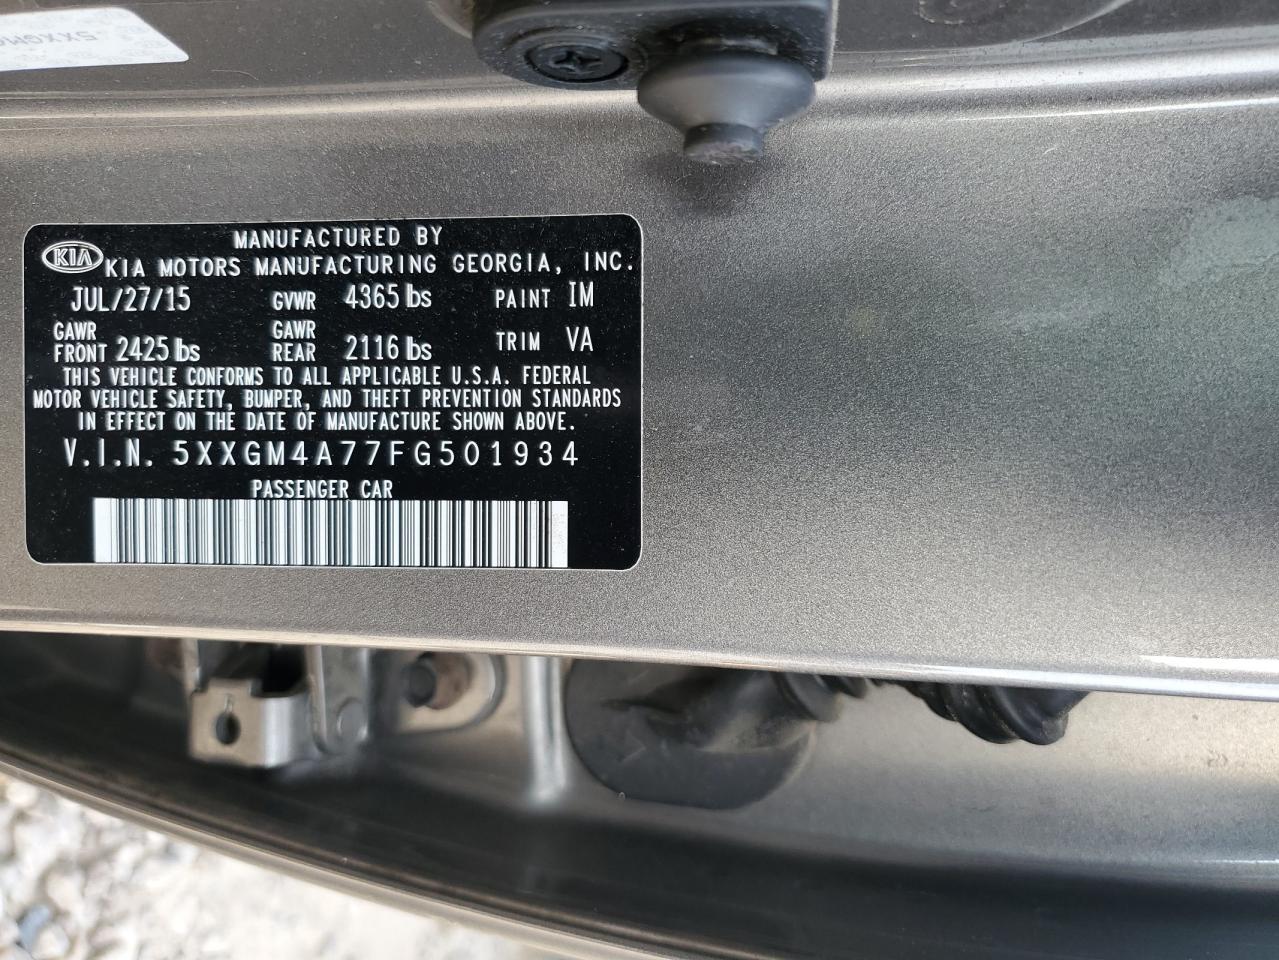 5XXGM
MANUFACTURED BY
KIA KIA MOTORS MANUFACTURING GEORGIA, INC.
JUL/27/15 GVWR 4365 lbs PAINT IM
GAWR FRONT 2425 lbs GAWR REAR 2116 lbs TRIM VA
THIS VEHICLE CONFORMS TO ALL APPLICABLE U.S.A. FEDERAL
MOTOR VEHICLE SAFETY, BUMPER, AND THEFT PREVENTION STANDARDS
IN EFFECT ON THE DATE OF MANUFACTURE SHOWN ABOVE.
V.I.N. 5XXGM4A77FG501934
PASSENGER CAR